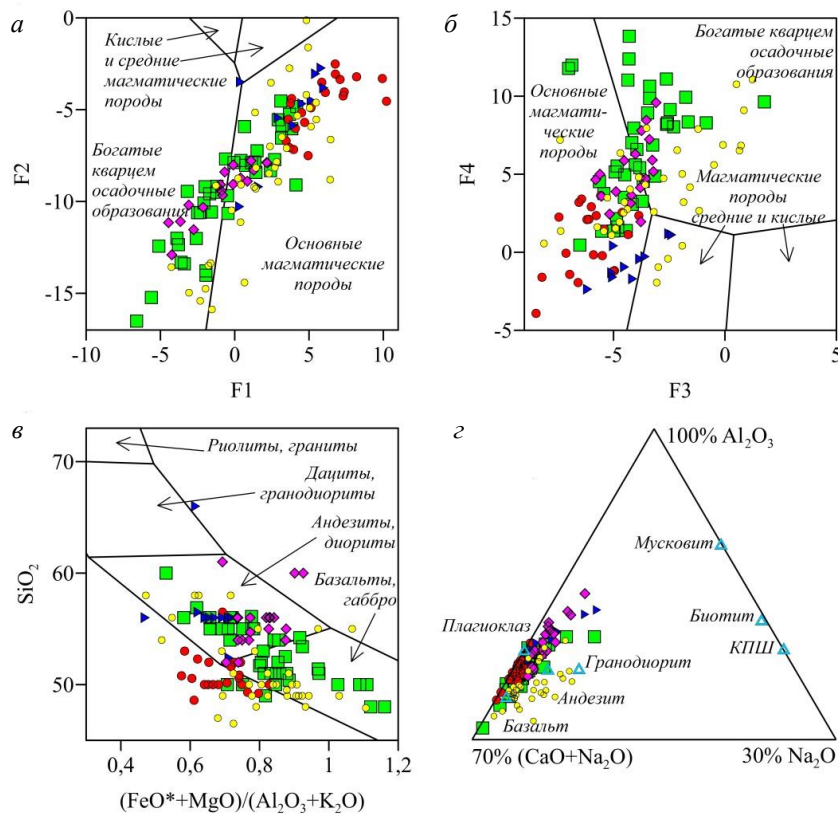 а
0
-5
-10
-15
F2
-10
-5
0
5
10
F1
Кислые
и средние
магматические
породы
Богатые
кварцем
осадочные
образования
Основные
магматические
породы
б
15
10
5
0
-5
F4
-5
0
5
F3
Богатые кварцем
осадочные
образования
Основные
магмати-
ческие
породы
Магматические
породы
средние и кислые
в
70
60
50
SiO2
0,4
0,6
0,8
1
1,2
(FeO*+MgO)/(Al2O3+K2O)
Риолиты, граниты
Дациты,
гранодиориты
Андезиты,
диориты
Базальты,
габбро
г
100% Al2O3
Мусковит
Биотит
КПШ
Плагиоклаз
Гранодиорит
Андезит
Базальт
70% (CaO+Na2O)
30% Na2O